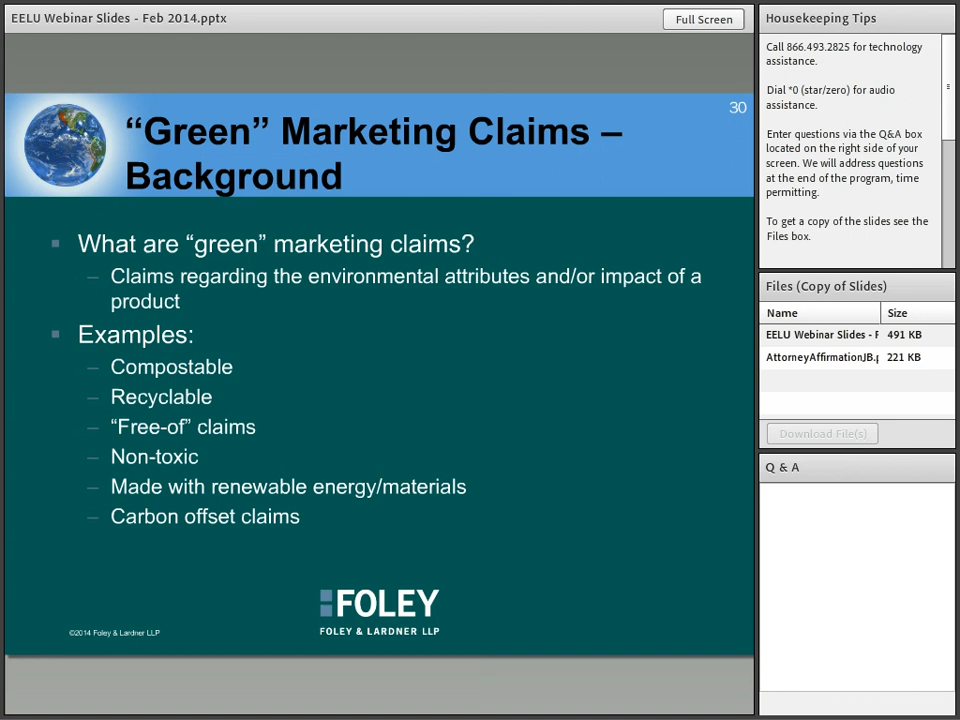 EELU Webinar Slides - Feb 2014.pptx
Full Screen
30
“Green” Marketing Claims –
Background
What are “green” marketing claims?
– Claims regarding the environmental attributes and/or impact of a
product
Examples:
– Compostable
– Recyclable
– “Free-of” claims
– Non-toxic
– Made with renewable energy/materials
– Carbon offset claims
FOLEY
FOLEY & LARDNER LLP
©2014 Foley & Lardner LLP
Housekeeping Tips
Call 866.493.2825 for technology
assistance.
Dial *0 (star/zero) for audio
assistance.
Enter questions via the Q&A box
located on the right side of your
screen. We will address questions
at the end of the program, time
permitting.
To get a copy of the slides see the
Files box.
Files (Copy of Slides)
Name Size
EELU Webinar Slides - F 491 KB
AttorneyAffirmationJB.p 221 KB
Download File(s)
Q & A